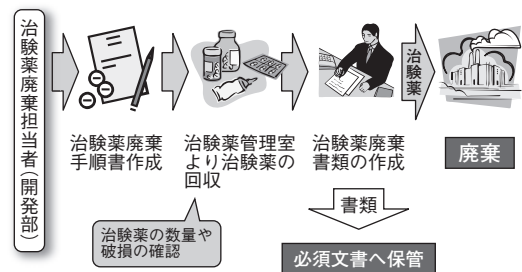 治験薬廃棄担当者(開発部)
治験薬廃棄
手順書作成
治験薬管理室
より治験薬の
回収
治験薬廃棄
書類の作成
治験薬
廃棄
治験薬の数量や
破損の確認
書類
必須文書へ保管